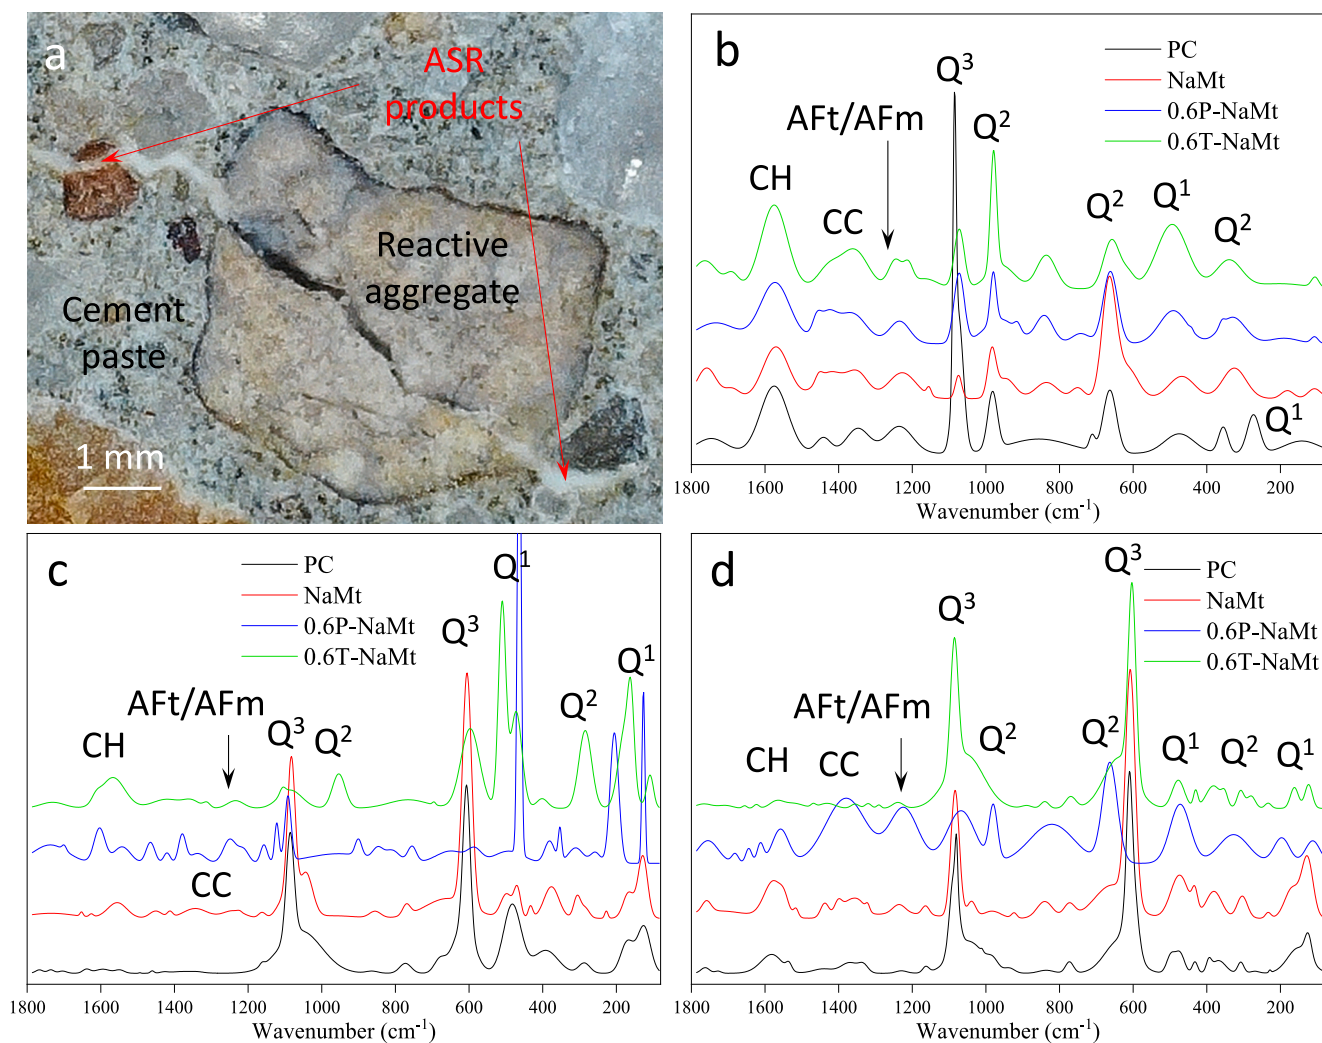 a
ASR
products
Reactive
aggregate
Cement
paste
1 mm
b
PC
NaMt
0.6P-NaMt
0.6T-NaMt
Q³
AFt/AFm
Q²
CH
CC
Q²
Q¹
Q²
Q¹
1800 1600 1400 1200 1000 800 600 400 200
Wavenumber (cm⁻¹)
c
PC
NaMt
0.6P-NaMt
0.6T-NaMt
Q¹
Q³
Q¹
AFt/AFm
Q³
Q²
Q²
CH
CC
1800 1600 1400 1200 1000 800 600 400 200
Wavenumber (cm⁻¹)
d
PC
NaMt
0.6P-NaMt
0.6T-NaMt
Q³
Q³
AFt/AFm
CH
CC
Q²
Q²
Q¹
Q²
Q¹
1800 1600 1400 1200 1000 800 600 400 200
Wavenumber (cm⁻¹)